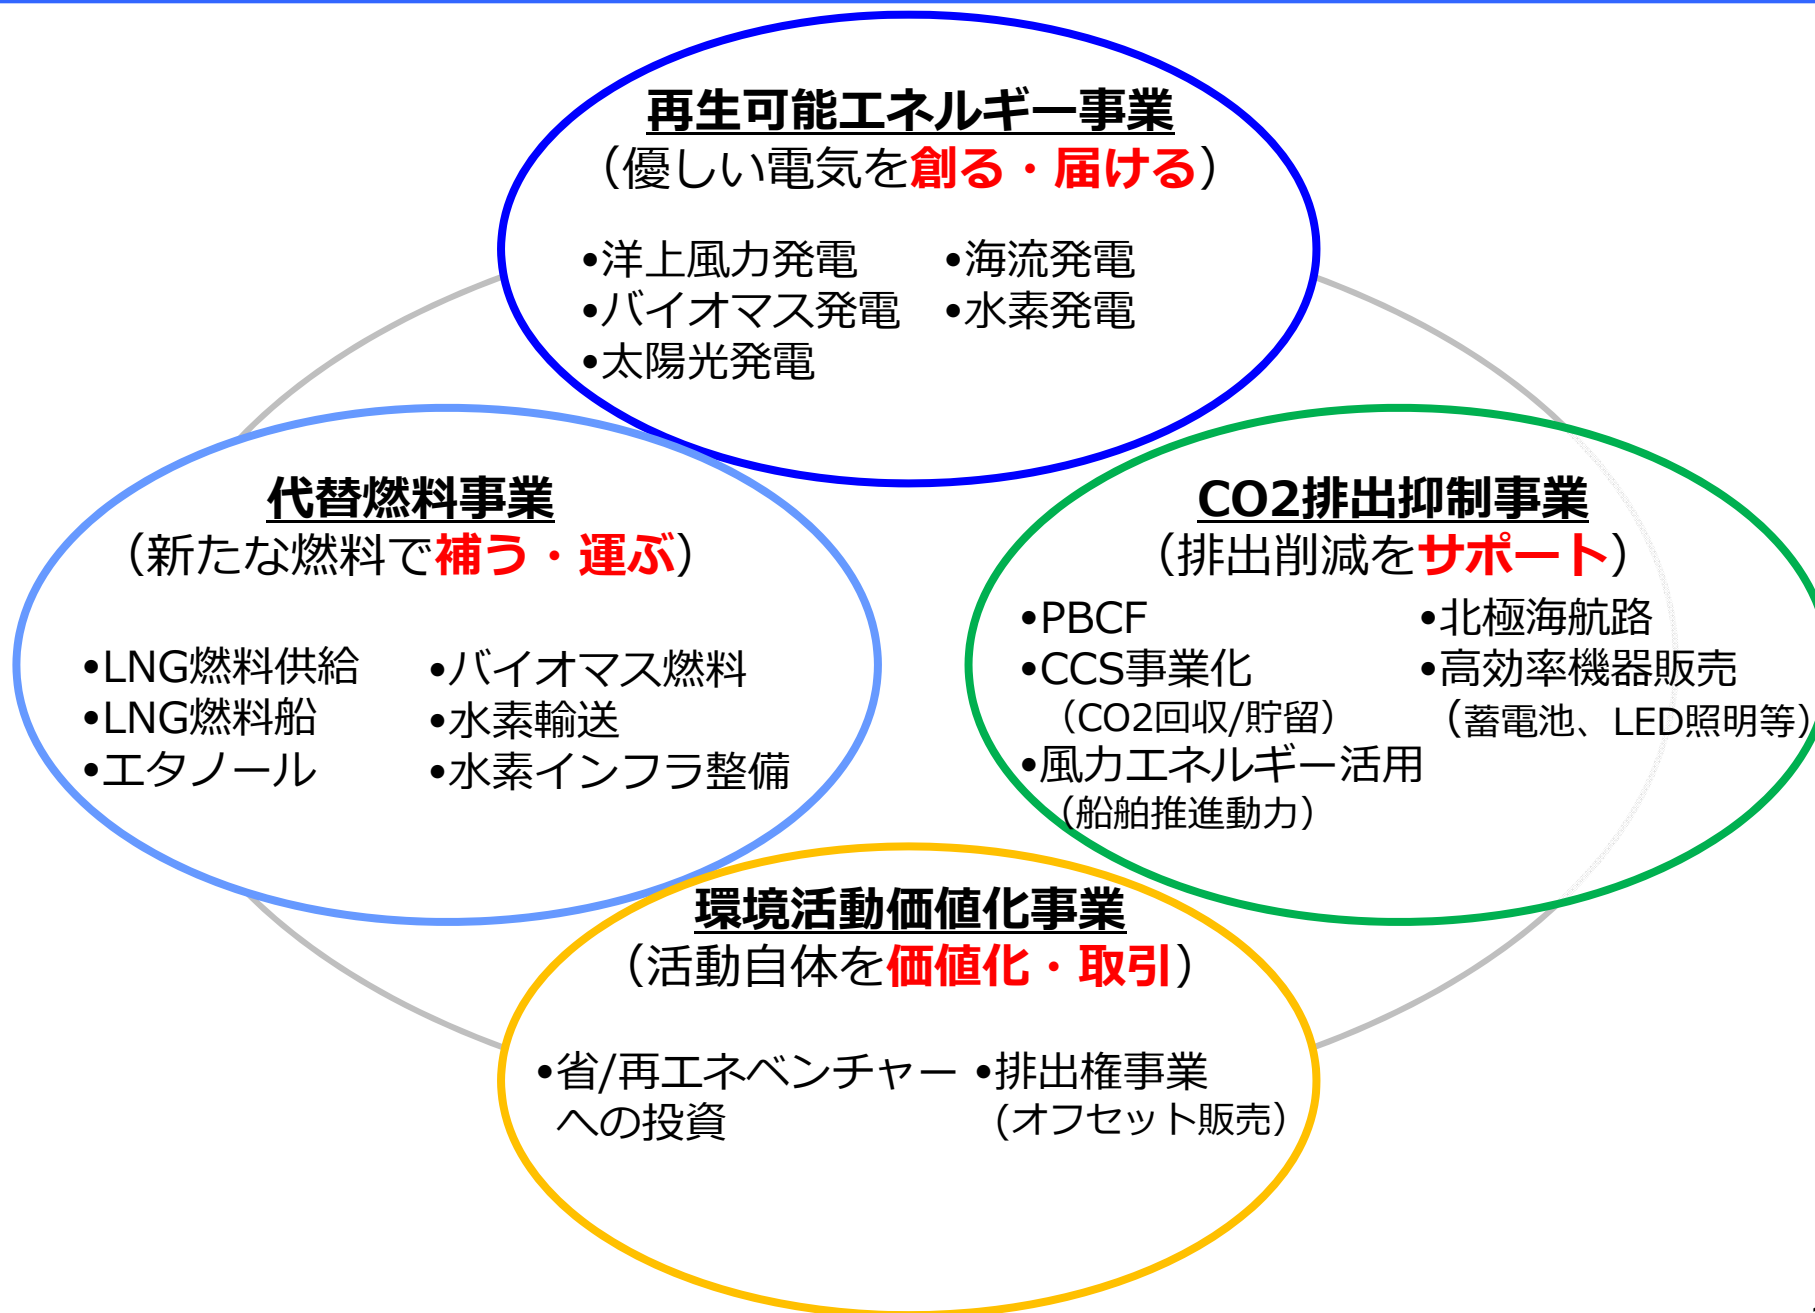 再生可能エネルギー事業
（優しい電気を創る・届ける）
•洋上風力発電
•バイオマス発電
•太陽光発電
•海流発電
•水素発電
代替燃料事業
（新たな燃料で補う・運ぶ）
•LNG燃料供給
•LNG燃料船
•エタノール
•バイオマス燃料
•水素輸送
•水素インフラ整備
CO2排出抑制事業
（排出削減をサポート）
•PBCF
•CCS事業化
（CO2回収/貯留）
•風力エネルギー活用
（船舶推進動力）
•北極海航路
•高効率機器販売
（蓄電池、LED照明等）
環境活動価値化事業
（活動自体を価値化・取引）
•省/再エネベンチャー
への投資
•排出権事業
(オフセット販売）